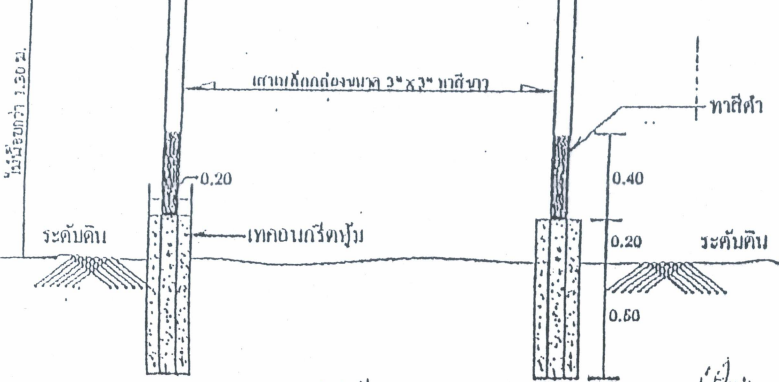 ไม่น้อยกว่า 1.50 ม.
เสาเหล็กกล่องขนาด 3" x 3" ทาสีขาว
ทาสีดำ
0.20
0.40
ระดับดิน
เทคอนกรีตหุ้ม
0.20
ระดับดิน
0.50